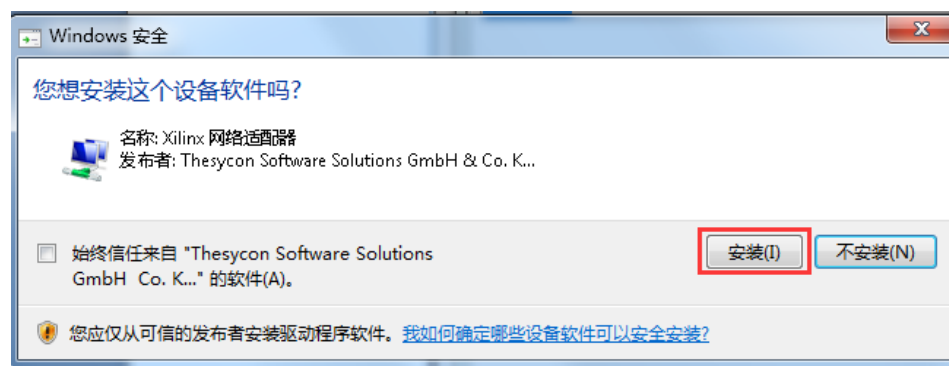 Windows 安全
您想安装这个设备软件吗?
名称: Xilinx 网络适配器
发布者: Thesycon Software Solutions GmbH & Co. K...
始终信任来自 "Thesycon Software Solutions
GmbH Co. K..." 的软件(A)。
安装(I)
不安装(N)
您应仅从可信的发布者安装驱动程序软件。我如何确定哪些设备软件可以安全安装?